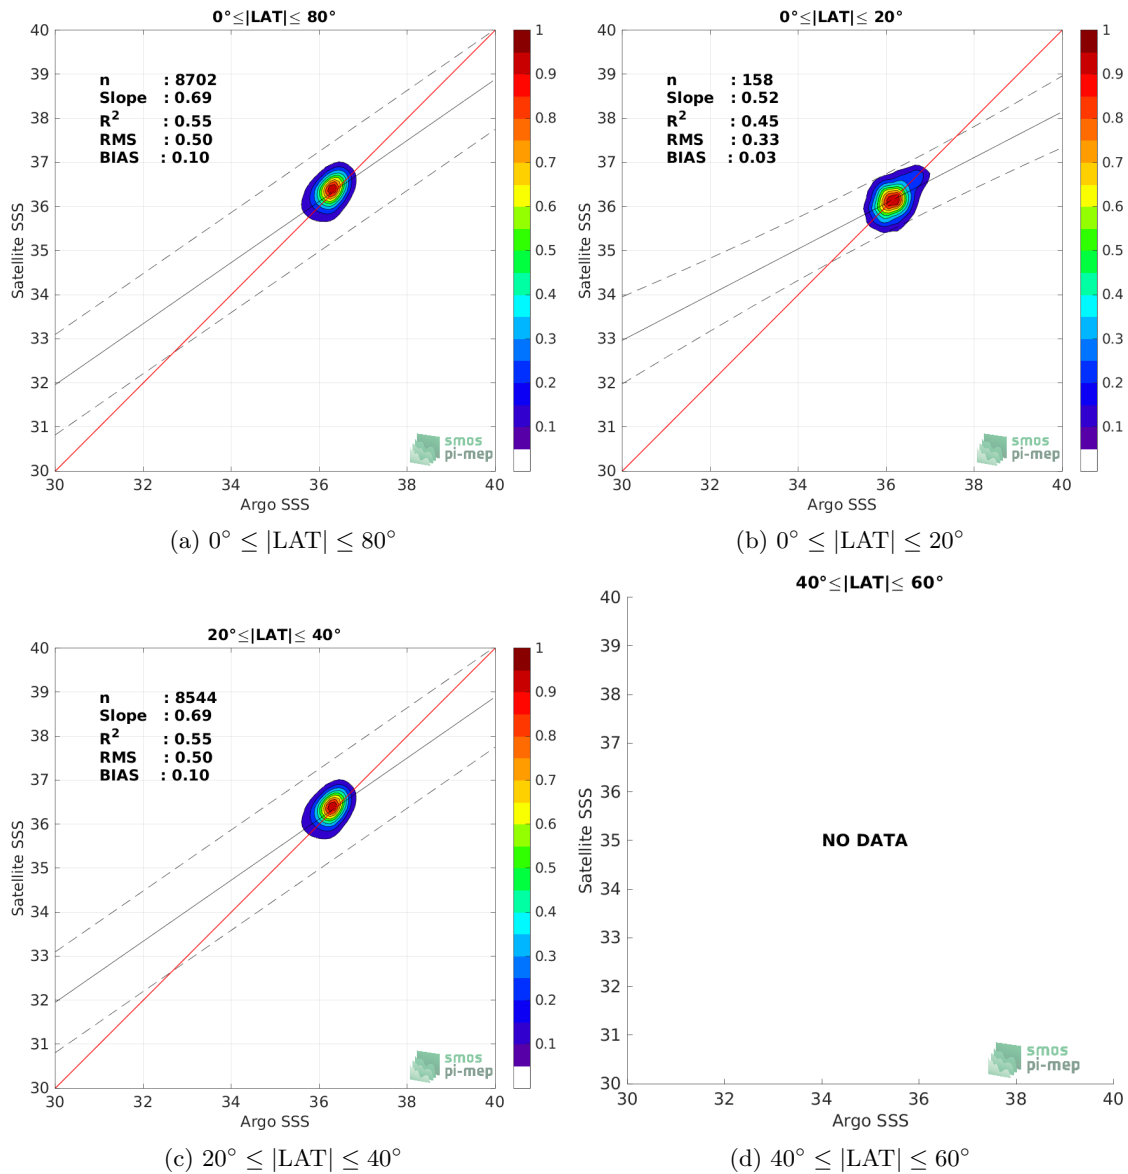 0°≤|LAT|≤ 80°
40
39
38
37
36
35
34
33
32
31
30
Satellite SSS
n : 8702
Slope : 0.69
R² : 0.55
RMS : 0.50
BIAS : 0.10
smos
pi-mep
30 32 34 36 38 40
Argo SSS
1
0.9
0.8
0.7
0.6
0.5
0.4
0.3
0.2
0.1
(a) 0° ≤ |LAT| ≤ 80°
0°≤|LAT|≤ 20°
40
39
38
37
36
35
34
33
32
31
30
Satellite SSS
n : 158
Slope : 0.52
R² : 0.45
RMS : 0.33
BIAS : 0.03
smos
pi-mep
30 32 34 36 38 40
Argo SSS
1
0.9
0.8
0.7
0.6
0.5
0.4
0.3
0.2
0.1
(b) 0° ≤ |LAT| ≤ 20°
20°≤|LAT|≤ 40°
40
39
38
37
36
35
34
33
32
31
30
Satellite SSS
n : 8544
Slope : 0.69
R² : 0.55
RMS : 0.50
BIAS : 0.10
smos
pi-mep
30 32 34 36 38 40
Argo SSS
1
0.9
0.8
0.7
0.6
0.5
0.4
0.3
0.2
0.1
(c) 20° ≤ |LAT| ≤ 40°
40°≤|LAT|≤ 60°
40
39
38
37
36
35
34
33
32
31
30
Satellite SSS
NO DATA
smos
pi-mep
30 32 34 36 38 40
Argo SSS
(d) 40° ≤ |LAT| ≤ 60°